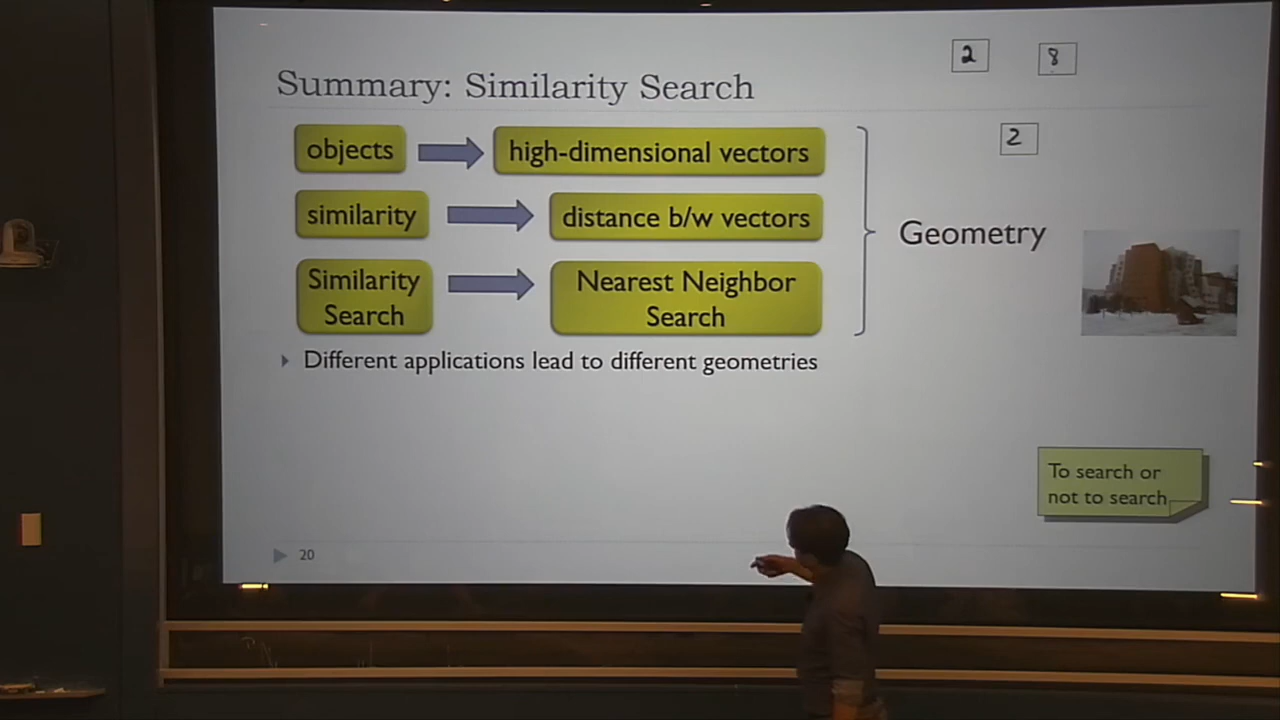 2
8
Summary: Similarity Search
2
objects
high-dimensional vectors
similarity
distance b/w vectors
Similarity
Search
Nearest Neighbor
Search
Geometry
Different applications lead to different geometries
To search or
not to search
20